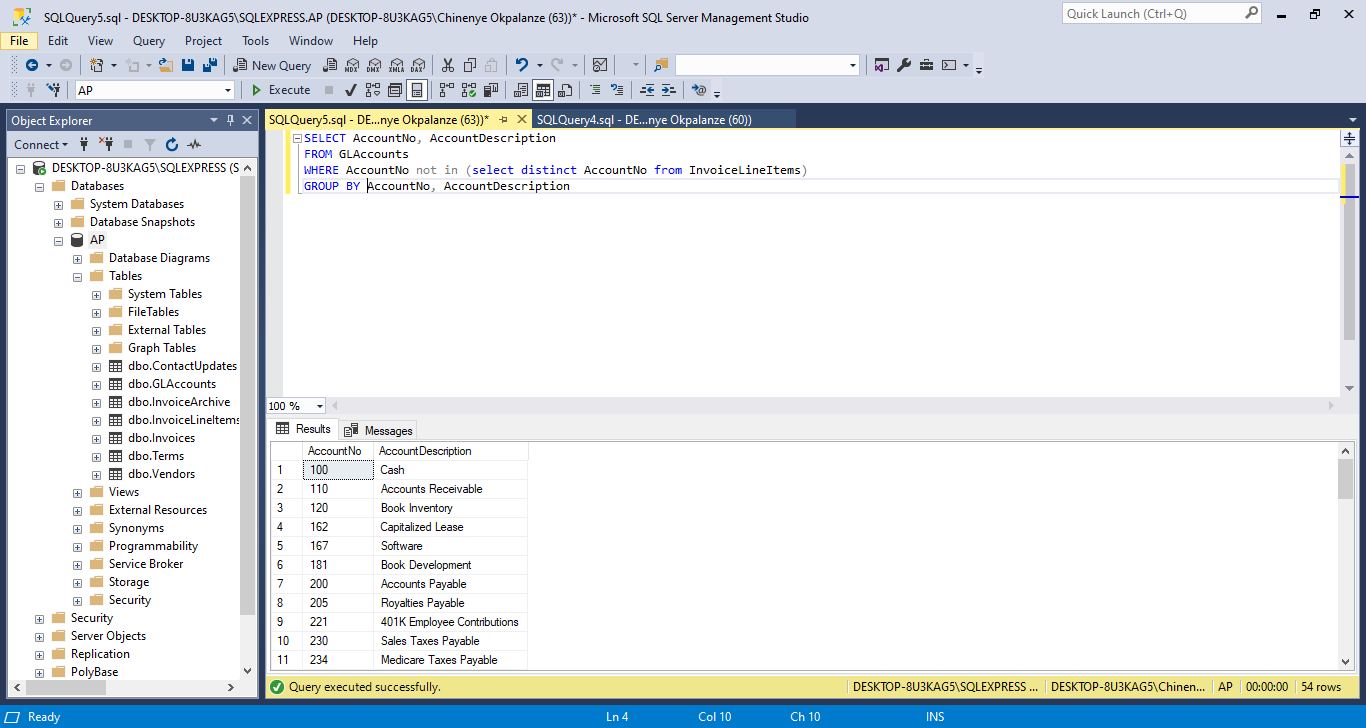 SQLQuery5.sql - DESKTOP-8U3KAG5\SQLEXPRESS.AP (DESKTOP-8U3KAG5\Chinenye Okpalanze (63))* - Microsoft SQL Server Management Studio
Quick Launch (Ctrl+Q)
File Edit View Query Project Tools Window Help
New Query
MDX DMX XMLA DAX
AP
Execute
Object Explorer
SQLQuery5.sql - DE...nye Okpalanze (63))*
SQLQuery4.sql - DE...nye Okpalanze (60))
Connect
DESKTOP-8U3KAG5\SQLEXPRESS (S
Databases
System Databases
Database Snapshots
AP
Database Diagrams
Tables
System Tables
FileTables
External Tables
Graph Tables
dbo.ContactUpdates
dbo.GLAccounts
dbo.InvoiceArchive
dbo.InvoiceLineItems
dbo.Invoices
dbo.Terms
dbo.Vendors
Views
External Resources
Synonyms
Programmability
Service Broker
Storage
Security
Security
Server Objects
Replication
PolyBase
SELECT AccountNo, AccountDescription
FROM GLAccounts
WHERE AccountNo not in (select distinct AccountNo from InvoiceLineItems)
GROUP BY AccountNo, AccountDescription
100 %
Results Messages
AccountNo AccountDescription
1 100 Cash
2 110 Accounts Receivable
3 120 Book Inventory
4 162 Capitalized Lease
5 167 Software
6 181 Book Development
7 200 Accounts Payable
8 205 Royalties Payable
9 221 401K Employee Contributions
10 230 Sales Taxes Payable
11 234 Medicare Taxes Payable
Query executed successfully.
DESKTOP-8U3KAG5\SQLEXPRESS ... DESKTOP-8U3KAG5\Chinen... AP 00:00:00 54 rows
Ready Ln 4 Col 10 Ch 10 INS